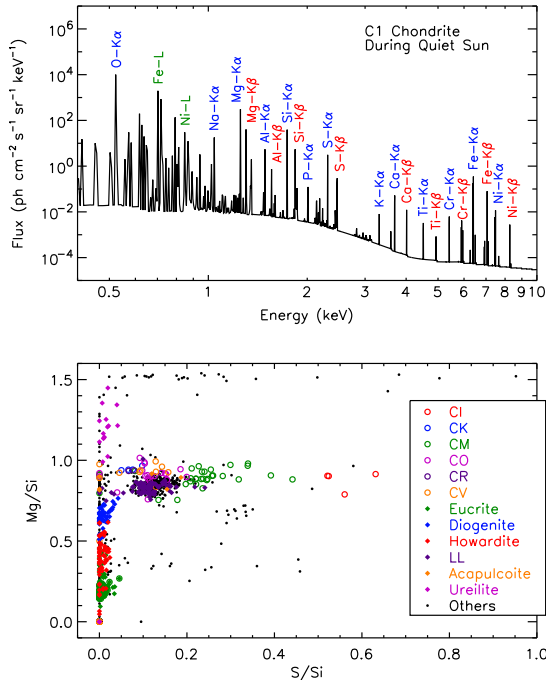 C1 Chondrite
During Quiet Sun
O-Kα
Fe-L
Ni-L
Na-Kα
Mg-Kα
Mg-Kβ
Al-Kα
Al-Kβ
Si-Kα
Si-Kβ
P-Kα
S-Kα
S-Kβ
K-Kα
Ca-Kα
Ca-Kβ
Ti-Kα
Ti-Kβ
Cr-Kα
Cr-Kβ
Fe-Kα
Fe-Kβ
Ni-Kα
Ni-Kβ
Flux (ph cm⁻² s⁻¹ sr⁻¹ keV⁻¹)
10⁶
10⁴
10²
10⁰
10⁻²
10⁻⁴
0.5 1 2 3 4 5 6 7 8 9 10
Energy (keV)
Mg/Si
1.5
1.0
0.5
0.0
CI
CK
CM
CO
CR
CV
Eucrite
Diogenite
Howardite
LL
Acapulcoite
Ureilite
Others
0.0 0.2 0.4 0.6 0.8 1.0
S/Si